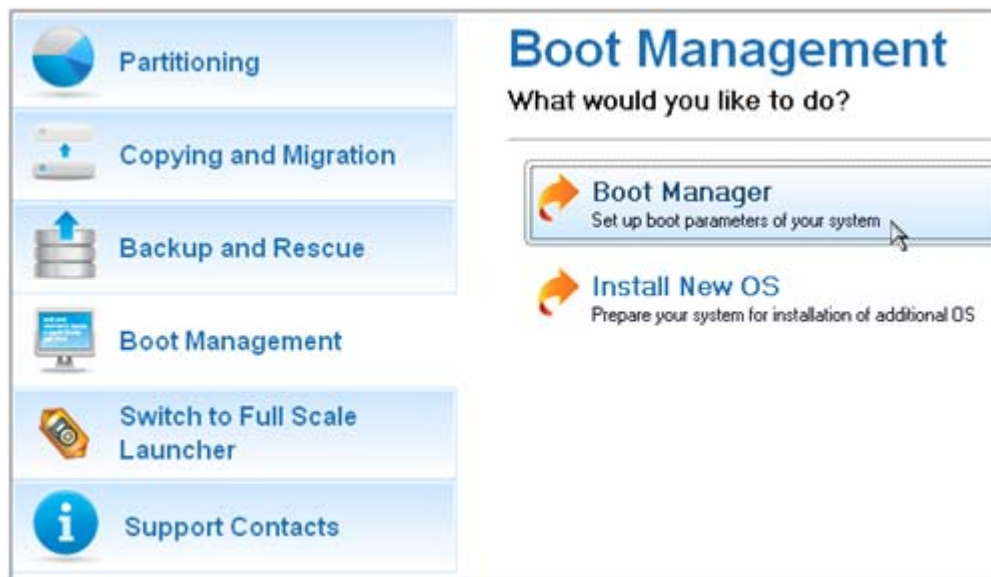 Partitioning
Copying and Migration
Backup and Rescue
Boot Management
Switch to Full Scale
Launcher
Support Contacts
Boot Management
What would you like to do?
Boot Manager
Set up boot parameters of your system
Install New OS
Prepare your system for installation of additional OS